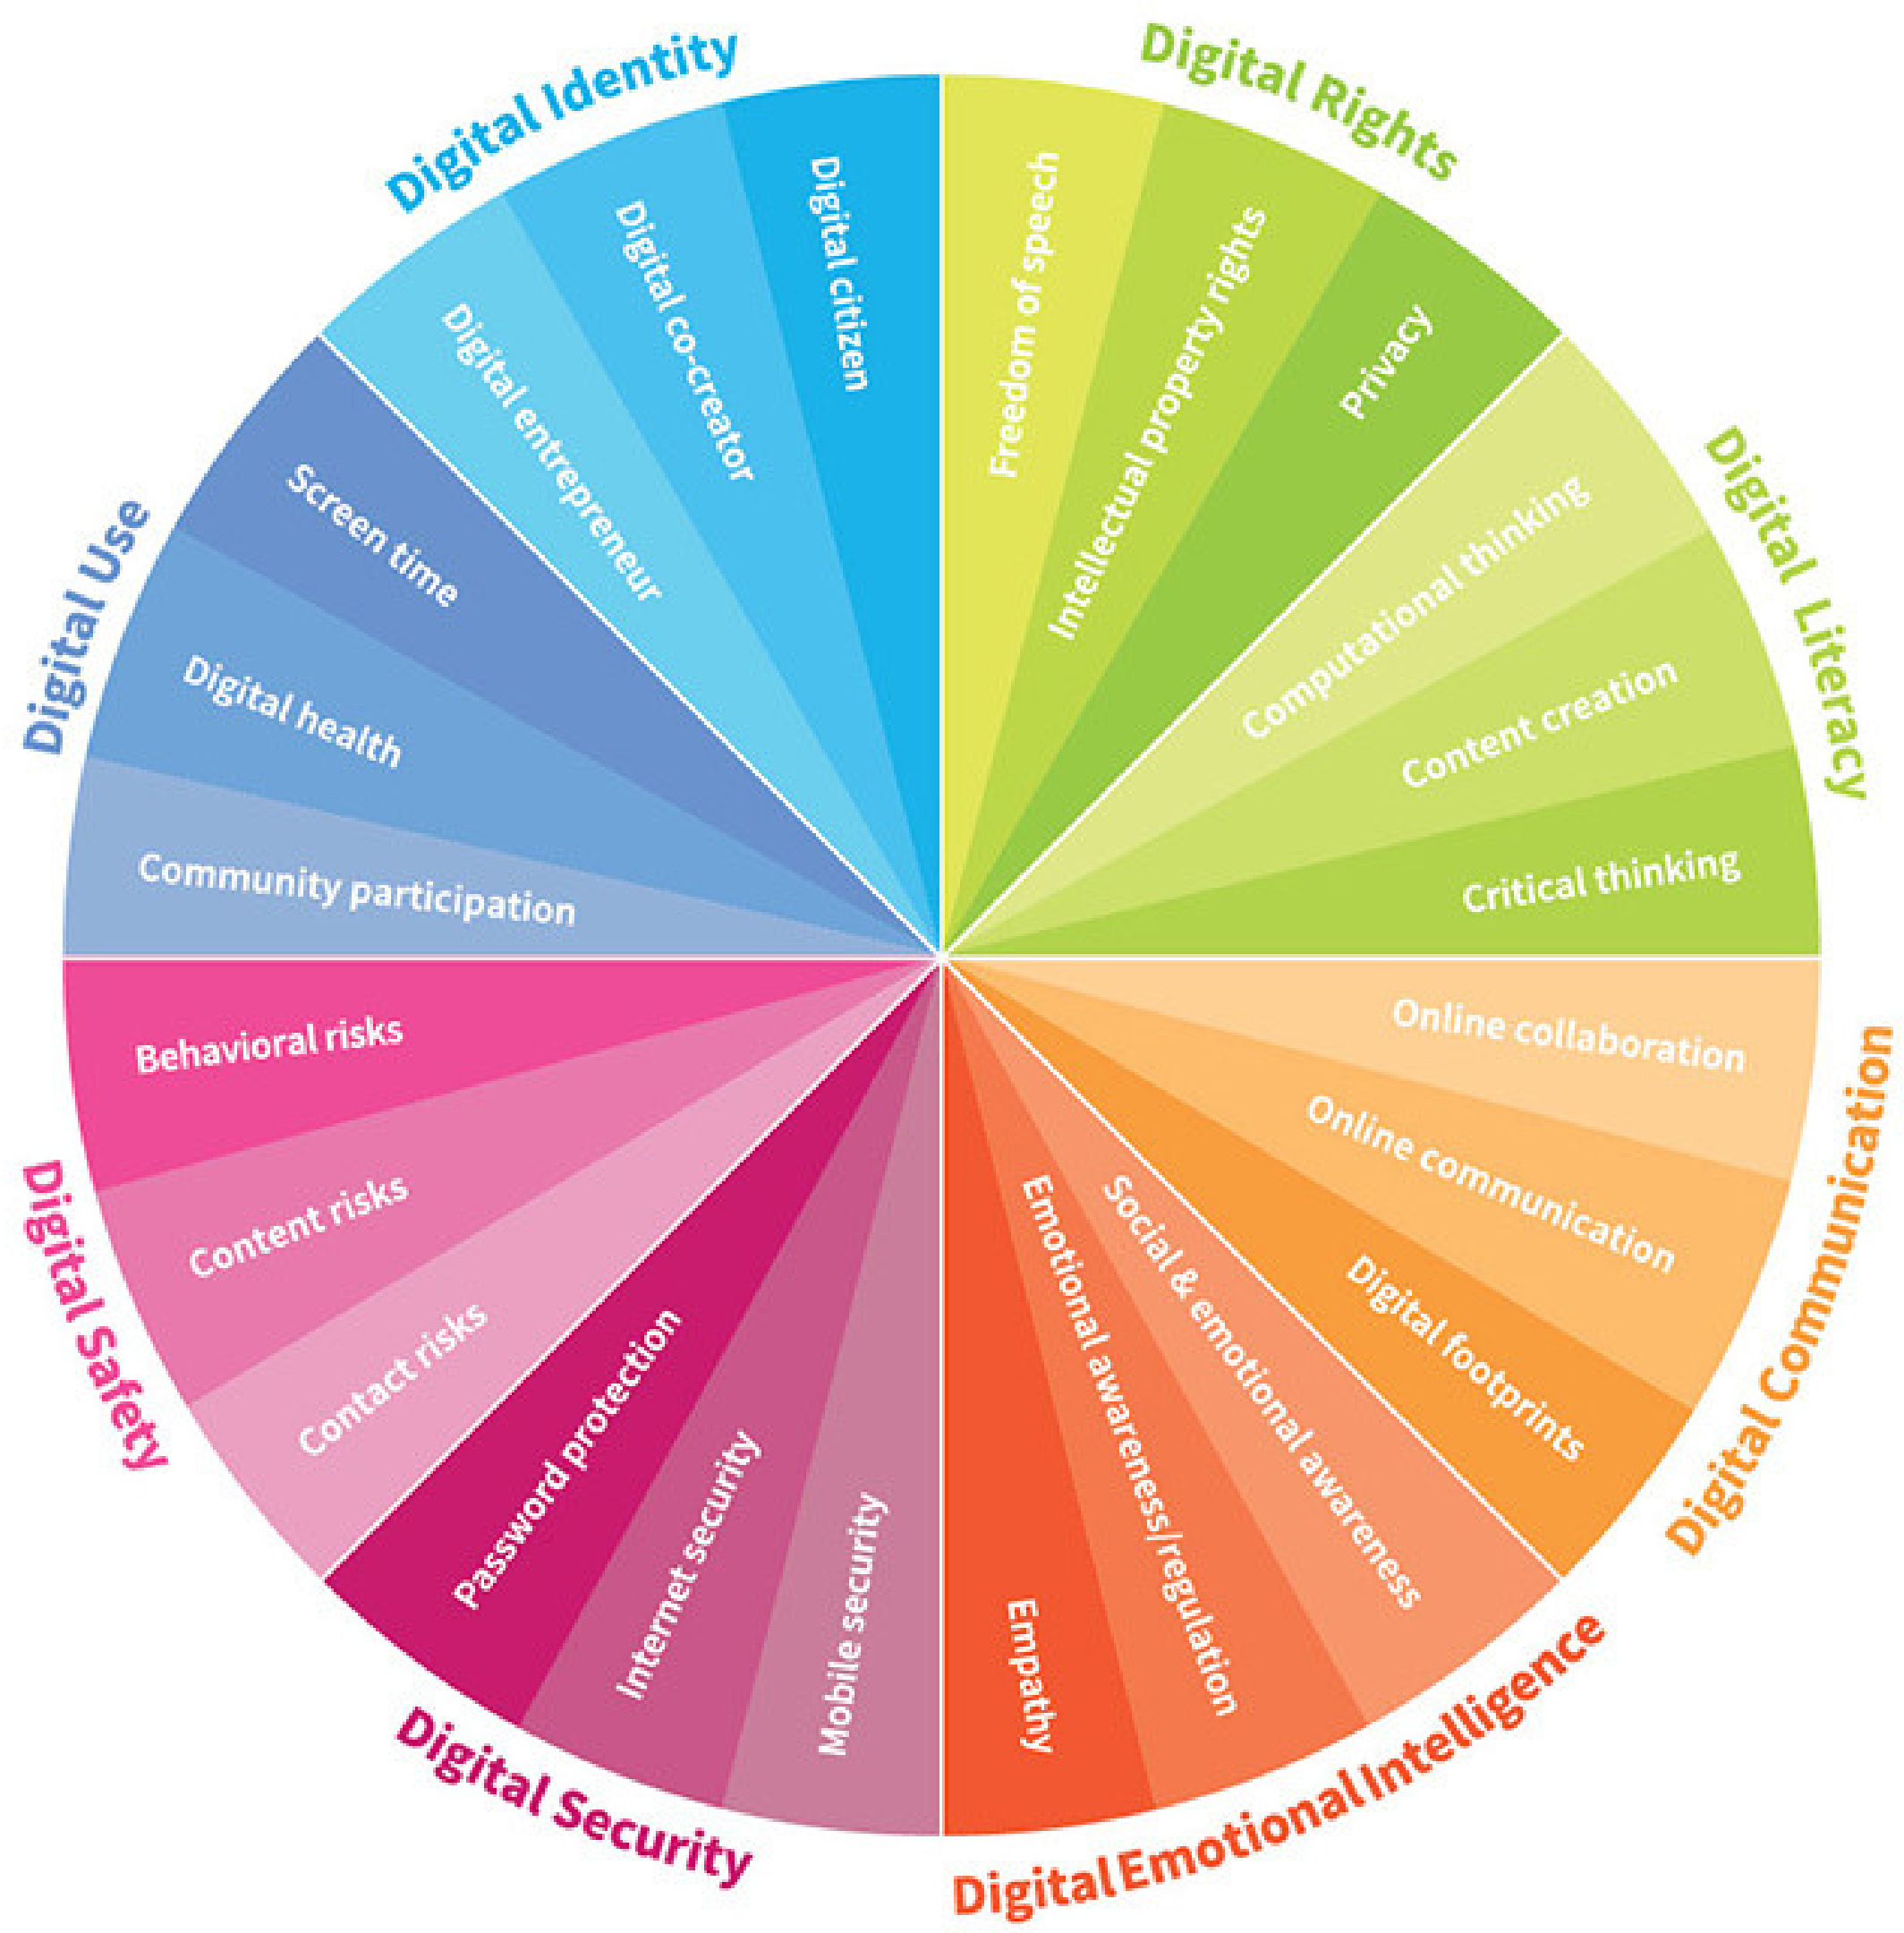 Digital Rights
Freedom of speech
Intellectual property rights
Privacy
Digital Literacy
Computational thinking
Content creation
Critical thinking
Digital Communication
Online collaboration
Online communication
Digital footprints
Digital Emotional Intelligence
Social & emotional awareness
Emotional awareness/regulation
Empathy
Digital Security
Mobile security
Internet security
Password protection
Digital Safety
Contact risks
Content risks
Behavioral risks
Digital Use
Community participation
Digital health
Screen time
Digital Identity
Digital entrepreneur
Digital co-creator
Digital citizen